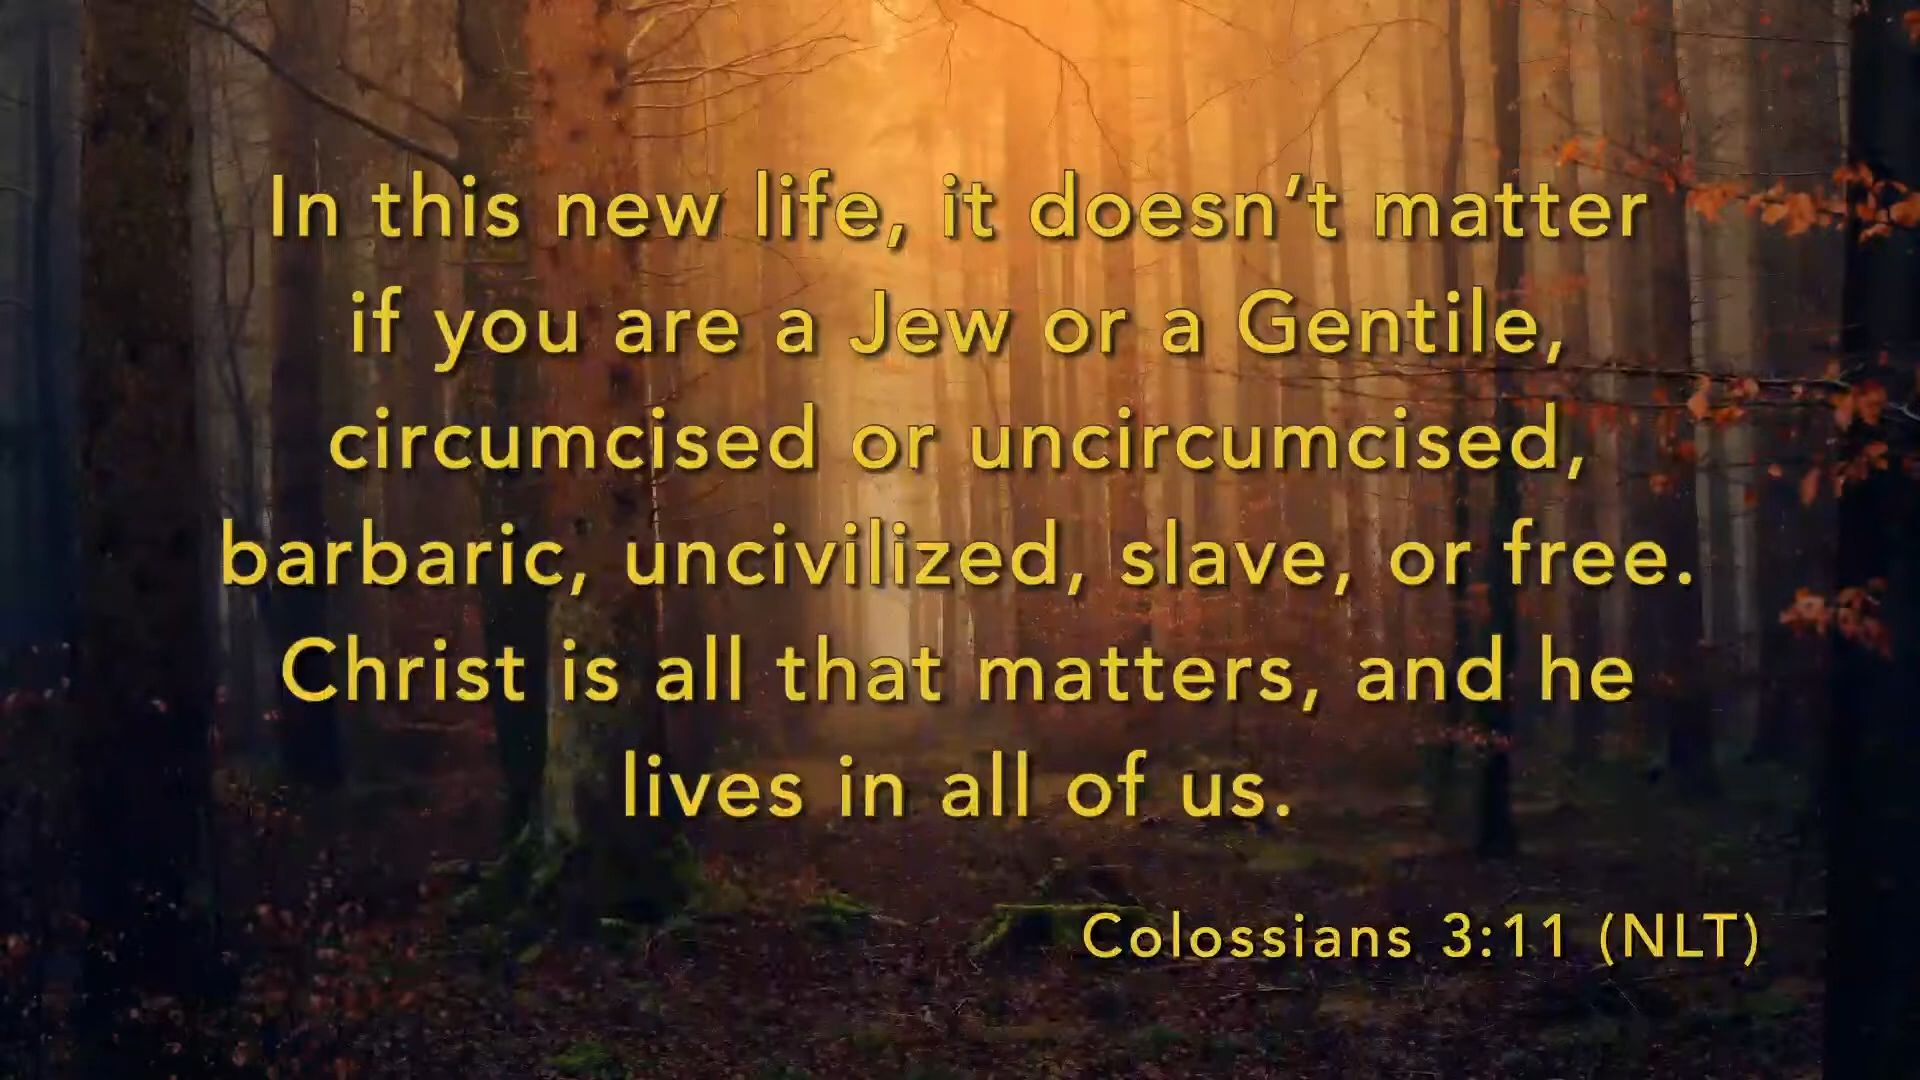 In this new life, it doesn’t matter
if you are a Jew or a Gentile,
circumcised or uncircumcised,
barbaric, uncivilized, slave, or free.
Christ is all that matters, and he
lives in all of us.
Colossians 3:11 (NLT)